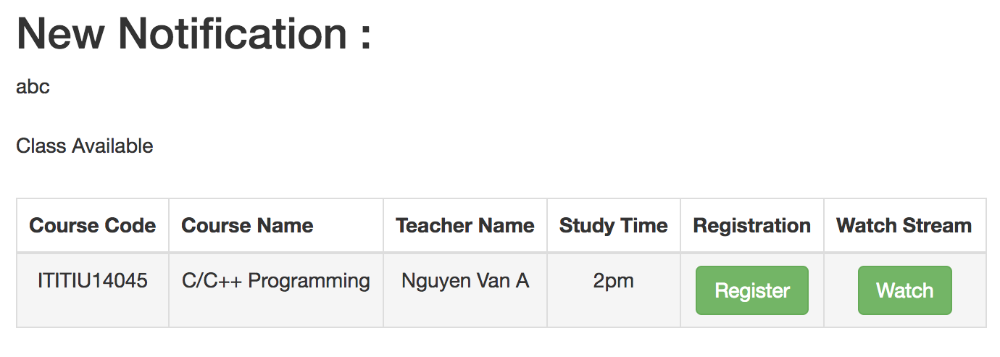 New Notification :
abc
Class Available
Course Code Course Name Teacher Name Study Time Registration Watch Stream
ITITIU14045 C/C++ Programming Nguyen Van A 2pm Register Watch